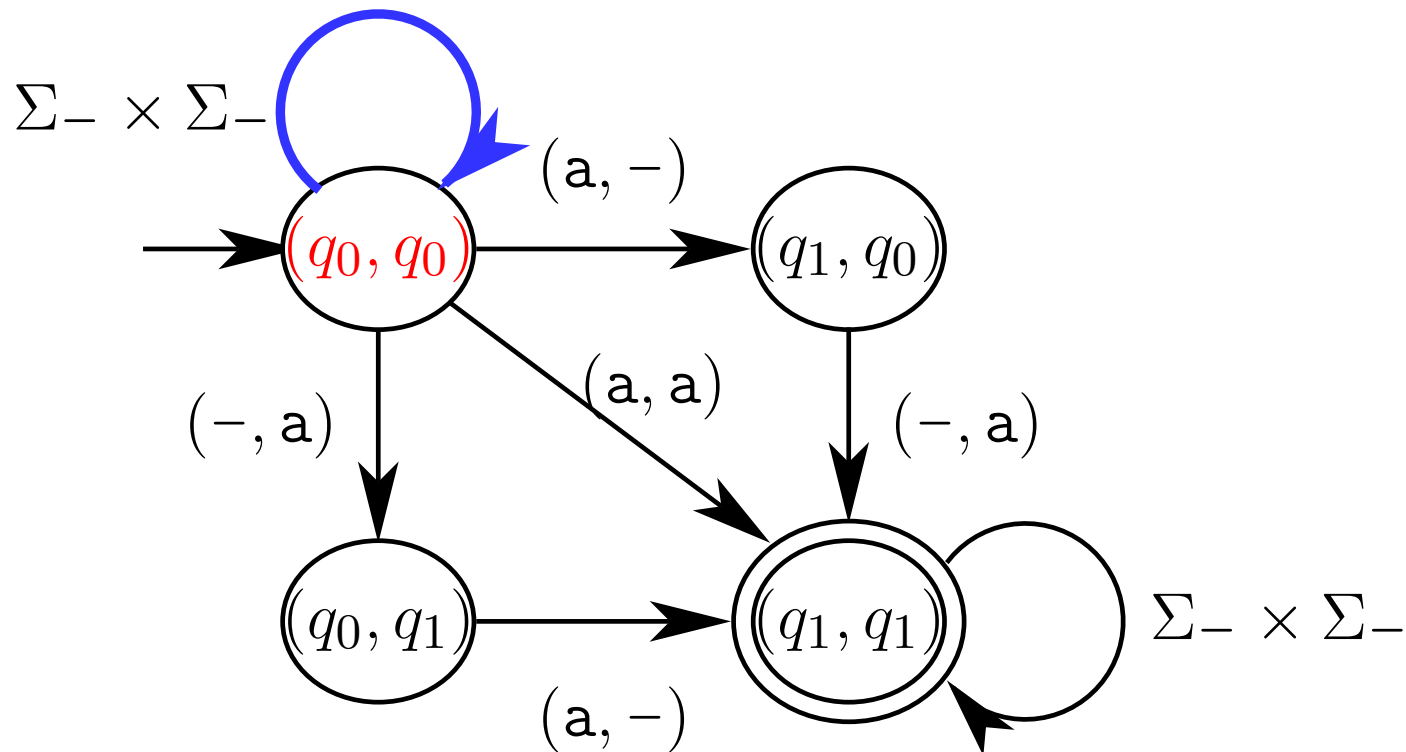 Σ₋ × Σ₋
(a, −)
(q₀, q₀)
(q₁, q₀)
(a, a)
(−, a)
(−, a)
(q₀, q₁)
(q₁, q₁)
Σ₋ × Σ₋
(a, −)